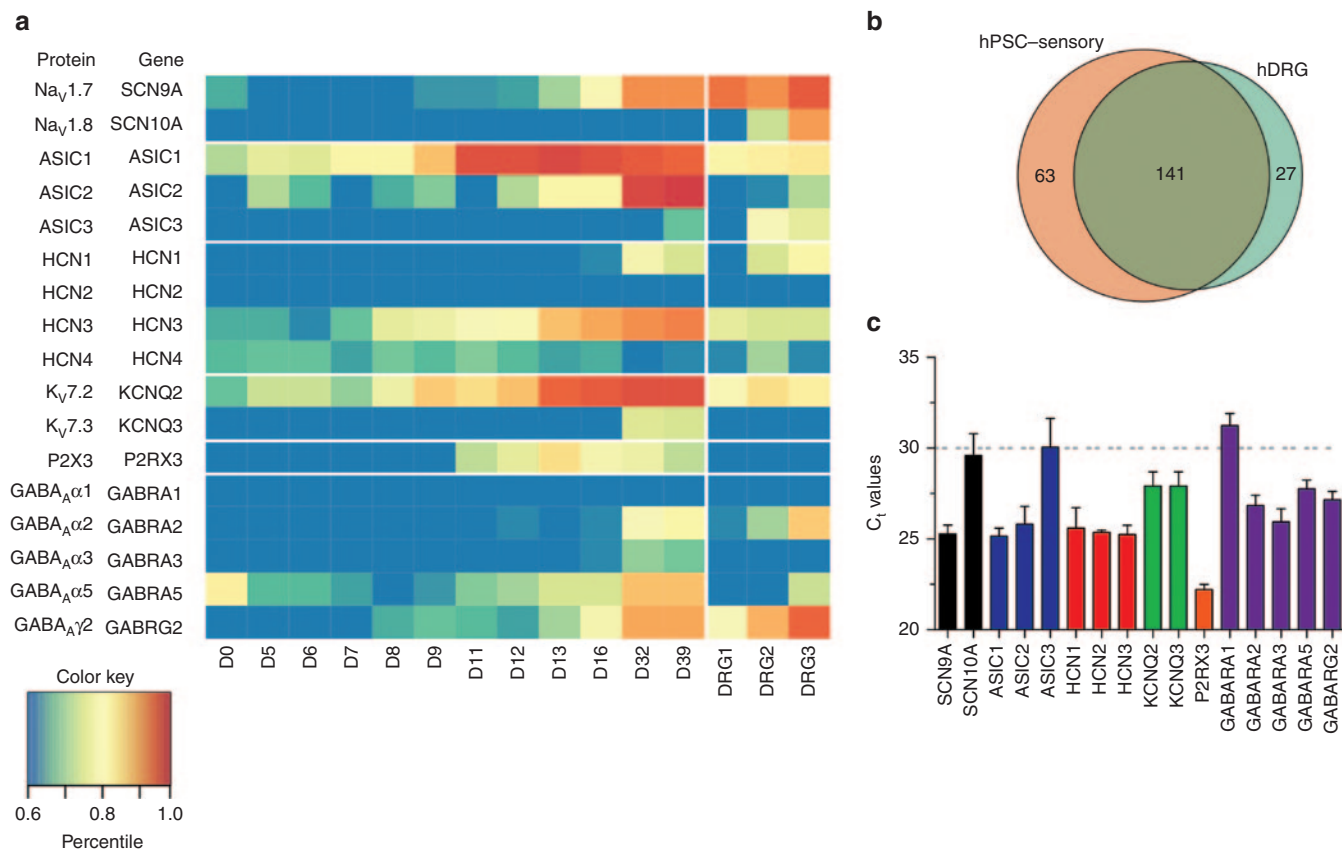 a
Protein Gene
NaV1.7 SCN9A
NaV1.8 SCN10A
ASIC1 ASIC1
ASIC2 ASIC2
ASIC3 ASIC3
HCN1 HCN1
HCN2 HCN2
HCN3 HCN3
HCN4 HCN4
KV7.2 KCNQ2
KV7.3 KCNQ3
P2X3 P2RX3
GABAAα1 GABRA1
GABAAα2 GABRA2
GABAAα3 GABRA3
GABAAα5 GABRA5
GABAAγ2 GABRG2
D0 D5 D6 D7 D8 D9 D11 D12 D13 D16 D32 D39 DRG1 DRG2 DRG3
Color key
0.6 0.8 1.0
Percentile
b
hPSC–sensory
hDRG
63 141 27
c
Ct values
35
30
25
20
SCN9A SCN10A ASIC1 ASIC2 ASIC3 HCN1 HCN2 HCN3 KCNQ2 KCNQ3 P2RX3 GABARA1 GABARA2 GABARA3 GABARA5 GABARG2